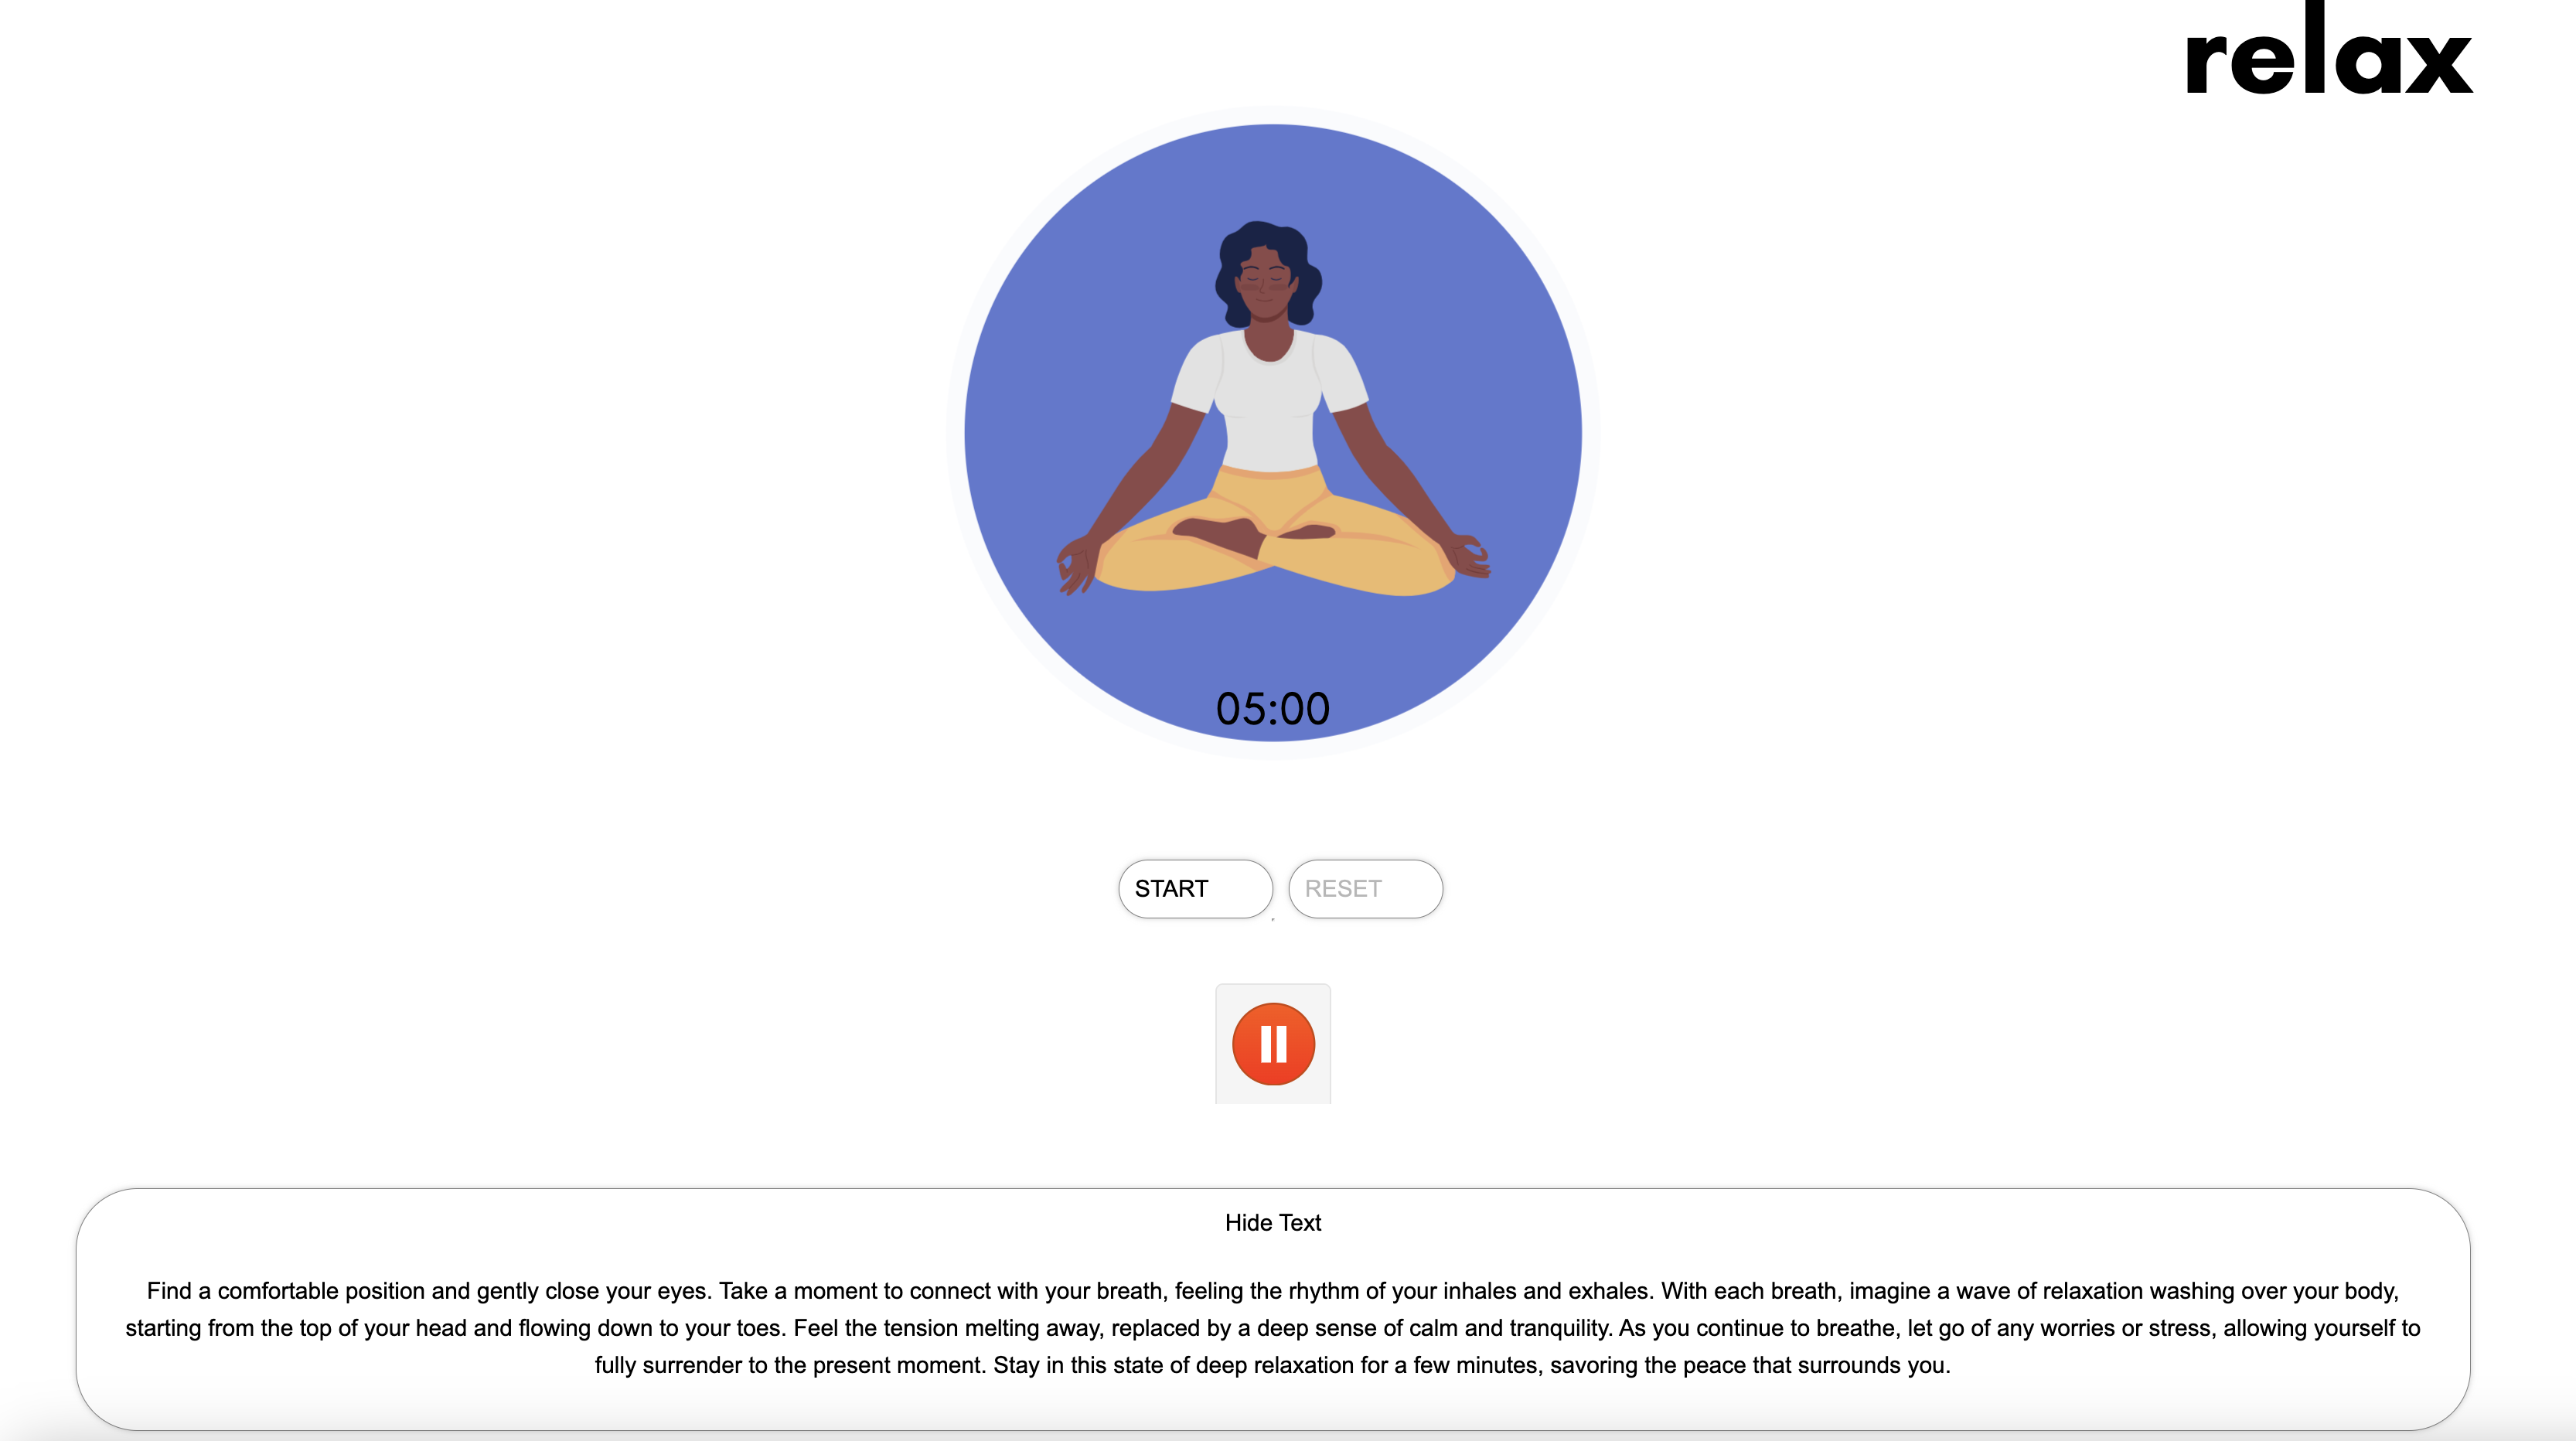 relax
05:00
START
RESET
Hide Text
Find a comfortable position and gently close your eyes. Take a moment to connect with your breath, feeling the rhythm of your inhales and exhales. With each breath, imagine a wave of relaxation washing over your body,
starting from the top of your head and flowing down to your toes. Feel the tension melting away, replaced by a deep sense of calm and tranquility. As you continue to breathe, let go of any worries or stress, allowing yourself to
fully surrender to the present moment. Stay in this state of deep relaxation for a few minutes, savoring the peace that surrounds you.